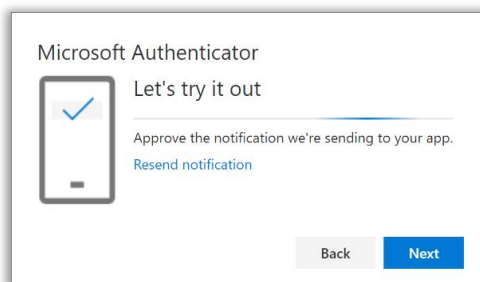 Microsoft Authenticator
Let's try it out
Approve the notification we're sending to your app.
Resend notification
Back Next